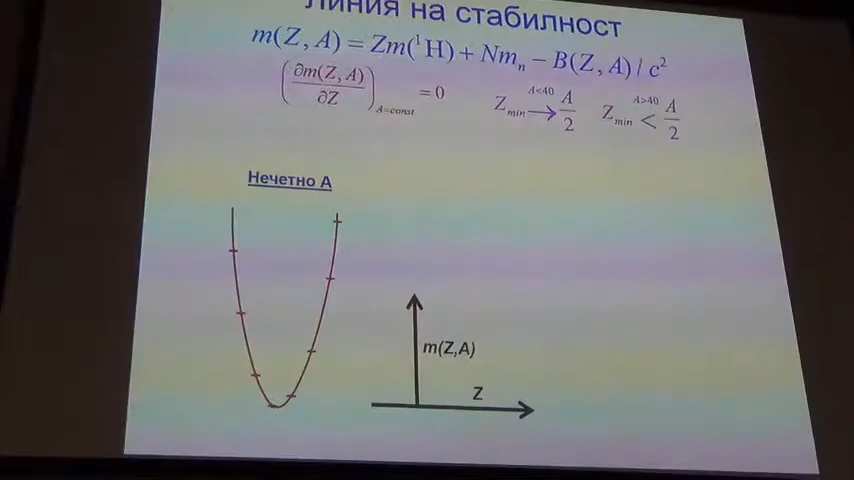 Линия на стабилност
m(Z, A) = Zm(¹H) + Nmₙ − B(Z, A) / c²
(∂m(Z, A) / ∂Z)_A=const = 0    Z_min →^A<40 A/2    Z_min <^A>40 A/2
Нечетно А
m(Z,A)
Z